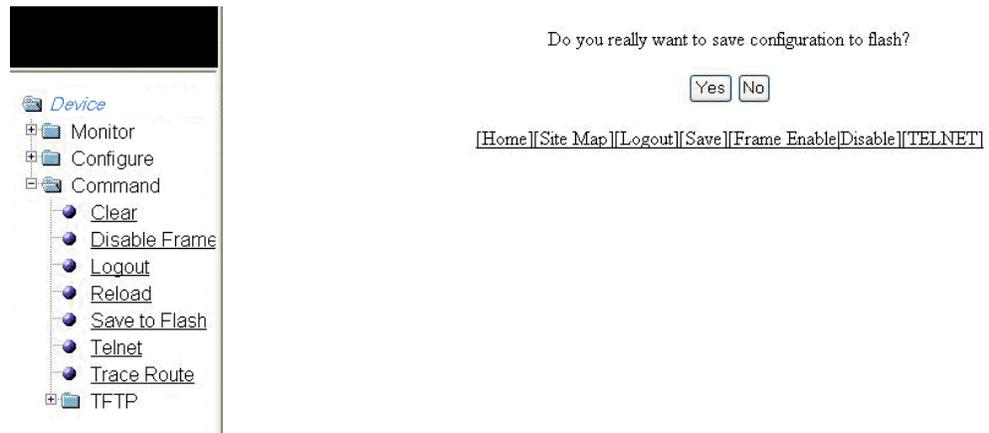 Device
Monitor
Configure
Command
Clear
Disable Frame
Logout
Reload
Save to Flash
Telnet
Trace Route
TFTP
Do you really want to save configuration to flash?
Yes No
[Home][Site Map][Logout][Save][Frame Enable|Disable][TELNET]